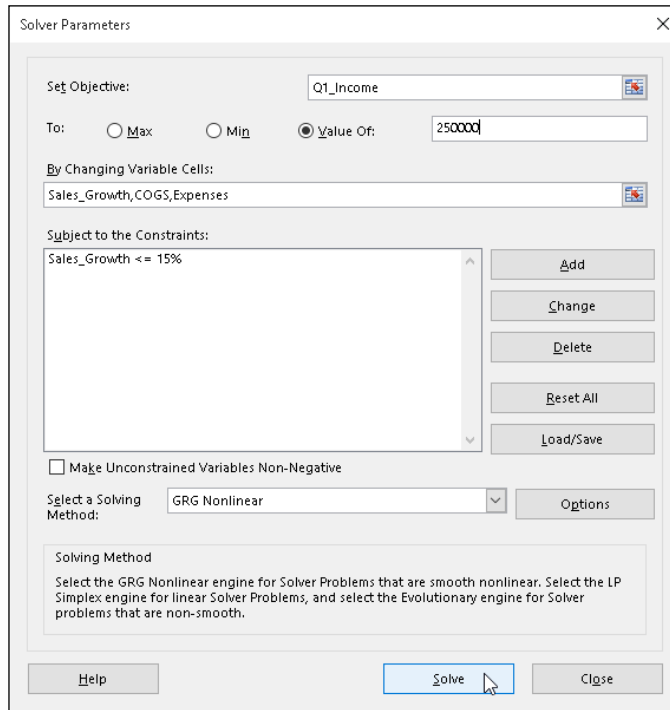 Solver Parameters
Set Objective: Q1_Income
To: Max Min Value Of: 250000
By Changing Variable Cells:
Sales_Growth,COGS,Expenses
Subject to the Constraints:
Sales_Growth <= 15%
Add
Change
Delete
Reset All
Load/Save
Make Unconstrained Variables Non-Negative
Select a Solving Method: GRG Nonlinear Options
Solving Method
Select the GRG Nonlinear engine for Solver Problems that are smooth nonlinear. Select the LP
Simplex engine for linear Solver Problems, and select the Evolutionary engine for Solver
problems that are non-smooth.
Help Solve Close